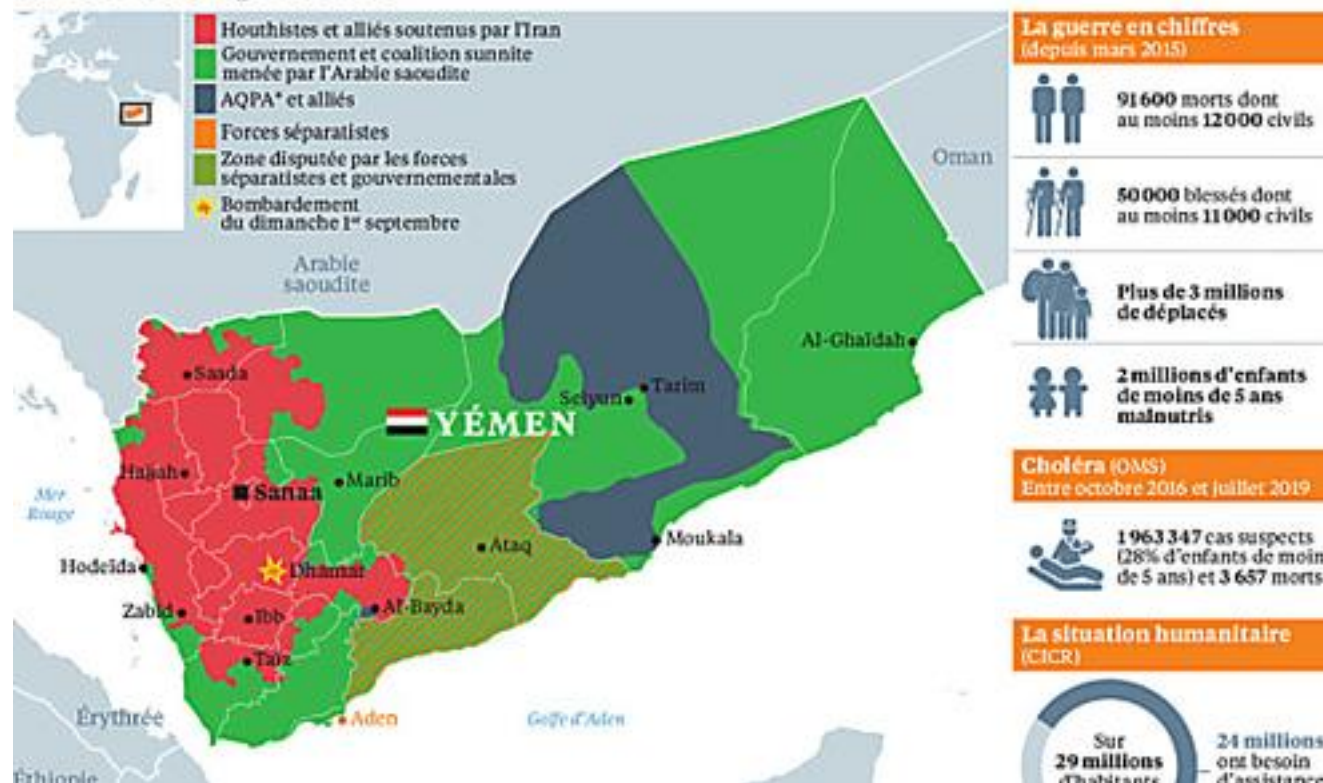 Houthistes et alliés soutenus par l'Iran
Gouvernement et coalition sunnite
menée par l'Arabie saoudite
AQPA* et alliés
Forces séparatistes
Zone disputée par les forces
séparatistes et gouvernementales
Bombardement
du dimanche 1er septembre
Oman
Arabie
saoudite
Al-Ghaïdah
Saada
Tarim
Seiyun
YÉMEN
Hajjah
Marib
Sanaa
Mer
Rouge
Ataq
Moukala
Hodeïda
Dhamar
Zabid
Al-Bayda
Ibb
Taïz
Érythrée
Aden
Golfe d'Aden
Éthiopie
La guerre en chiffres
(depuis mars 2015)
91 600 morts dont
au moins 12 000 civils
50 000 blessés dont
au moins 11 000 civils
Plus de 3 millions
de déplacés
2 millions d'enfants
de moins de 5 ans
malnutris
Choléra (OMS)
Entre octobre 2016 et juillet 2019
1 963 347 cas suspects
(28% d'enfants de moin
de 5 ans) et 3 657 morts
La situation humanitaire
(CICR)
Sur
29 millions
d'habitants
24 millions
ont besoin
d'assistance